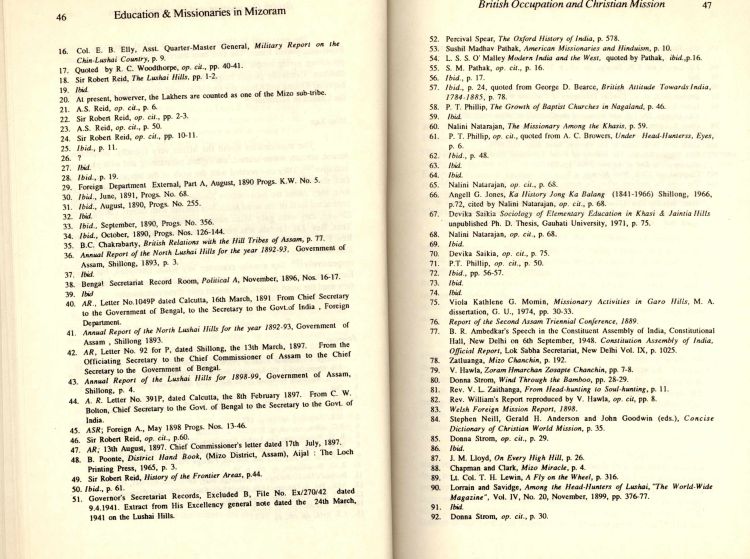 46 Education & Missionaries in Mizoram
16. Col. E. B. Elly, Asst. Quarter-Master General, Military Report on the
Chin-Lushai Country, p. 9.
17. Quoted by R. C. Woodthorpe, op. cit., pp. 40-41.
18. Sir Robert Reid, The Lushai Hills, pp. 1-2.
19. Ibid.
20. At present, howerver, the Lakhers are counted as one of the Mizo sub-tribe.
21. A.S. Reid, op. cit., p. 6.
22. Sir Robert Reid, op. cit., pp. 2-3.
23. A.S. Reid, op. cit., p. 50.
24. Sir Robert Reid, op. cit., pp. 10-11.
25. Ibid., p. 11.
26. ?
27. Ibid.
28. Ibid., p. 19.
29. Foreign Department External, Part A, August, 1890 Progs. K.W. No. 5.
30. Ibid., June, 1891, Progs. No. 68.
31. Ibid., August, 1890, Progs. No. 255.
32. Ibid.
33. Ibid., September, 1890, Progs. No. 356.
34. Ibid., October, 1890, Progs. Nos. 126-144.
35. B.C. Chakrabarty, British Relations with the Hill Tribes of Assam, p. 77.
36. Annual Report of the North Lushai Hills for the year 1892-93, Government of
Assam, Shillong, 1893, p. 3.
37. Ibid.
38. Bengal Secretariat Record Room, Political A, November, 1896, Nos. 16-17.
39. Ibid
40. AR., Letter No.1049P dated Calcutta, 16th March, 1891 From Chief Secretary
to the Government of Bengal, to the Secretary to the Govt.of India , Foreign
Department.
41. Annual Report of the North Lushai Hills for the year 1892-93, Government of
Assam , Shillong 1893.
42. AR, Letter No. 92 for P, dated Shillong, the 13th March, 1897. From the
Officiating Secretary to the Chief Commissioner of Assam to the Chief
Secretary to the Government of Bengal.
43. Annual Report of the Lushai Hills for 1898-99, Government of Assam,
Shillong, p. 4.
44. A. R. Letter No. 391P, dated Calcutta, the 8th February 1897. From C. W.
Bolton, Chief Secretary to the Govt. of Bengal to the Secretary to the Govt. of
India.
45. ASR; Foreign A., May 1898 Progs. Nos. 13-46.
46. Sir Robert Reid, op. cit., p.60.
47. AR; 13th August, 1897. Chief Commissioner's letter dated 17th July, 1897.
48. B. Poonte, District Hand Book, (Mizo District, Assam), Aijal : The Loch
Printing Press, 1965, p. 3.
49. Sir Robert Reid, History of the Frontier Areas, p.44.
50. Ibid., p. 61.
51. Governor's Secretariat Records, Excluded B, File No. Ex/270/42 dated
9.4.1941. Extract from His Excellency general note dated the 24th March,
1941 on the Lushai Hills.
British Occupation and Christian Mission 47
52. Percival Spear, The Oxford History of India, p. 578.
53. Sushil Madhav Pathak, American Missionaries and Hinduism, p. 10.
54. L. S. S. O'Malley Modern India and the West, quoted by Pathak, ibid.,p.16.
55. S. M. Pathak, op. cit., p. 16.
56. Ibid., p. 17.
57. Ibid., p. 24, quoted from George D. Bearce, British Attitude Towards India,
1784-1885, p. 78.
58. P. T. Phillip, The Growth of Baptist Churches in Nagaland, p. 46.
59. Ibid.
60. Nalini Natarajan, The Missionary Among the Khasis, p. 59.
61. P. T. Phillip, op. cit., quoted from A. C. Browers, Under Head-Hunterss, Eyes,
p. 6.
62. Ibid., p. 48.
63. Ibid.
64. Ibid.
65. Nalini Natarajan, op. cit., p. 68.
66. Angell G. Jones, Ka History Jong Ka Balang (1841-1966) Shillong, 1966,
p.72, cited by Nalini Natarajan, op. cit., p. 68.
67. Devika Saikia Sociology of Elementary Education in Khasi & Jaintia Hills
unpublished Ph. D. Thesis, Gauhati University, 1971, p. 75.
68. Nalini Natarajan, op. cit., p. 68.
69. Ibid.
70. Devika Saikia, op. cit., p. 75.
71. P.T. Phillip, op. cit., p. 50.
72. Ibid., pp. 56-57.
73. Ibid.
74. Ibid.
75. Viola Kathlene G. Momin, Missionary Activities in Garo Hills, M. A.
dissertation, G. U., 1974, pp. 30-33.
76. Report of the Second Assam Triennial Conference, 1889.
77. B. R. Ambedkar's Speech in the Constituent Assembly of India, Constitutional
Hall, New Delhi on 6th September, 1948. Constitution Assembly of India,
Official Report, Lok Sabha Secretariat, New Delhi Vol. IX, p. 1025.
78. Zatluanga, Mizo Chanchin, p. 192.
79. V. Hawla, Zoram Hmarchan Zosapte Chanchin, pp. 7-8.
80. Donna Strom, Wind Through the Bamboo, pp. 28-29.
81. Rev. V. L. Zaithanga, From Head-hunting to Soul-hunting, p. 11.
82. Rev. William's Report reproduced by V. Hawla, op. cit, pp. 8.
83. Welsh Foreign Mission Report, 1898.
84. Stephen Neill, Gerald H. Anderson and John Goodwin (eds.), Concise
Dictionary of Christian World Mission, p. 35.
85. Donna Strom, op. cit., p. 29.
86. Ibid.
87. J. M. Lloyd, On Every High Hill, p. 26.
88. Chapman and Clark, Mizo Miracle, p. 4.
89. Lt. Col. T. H. Lewin, A Fly on the Wheel, p. 316.
90. Lorrain and Savidge, Among the Head-Hunters of Lushai, "The World-Wide
Magazine", Vol. IV, No. 20, November, 1899, pp. 376-77.
91. Ibid.
92. Donna Strom, op. cit., p. 30.